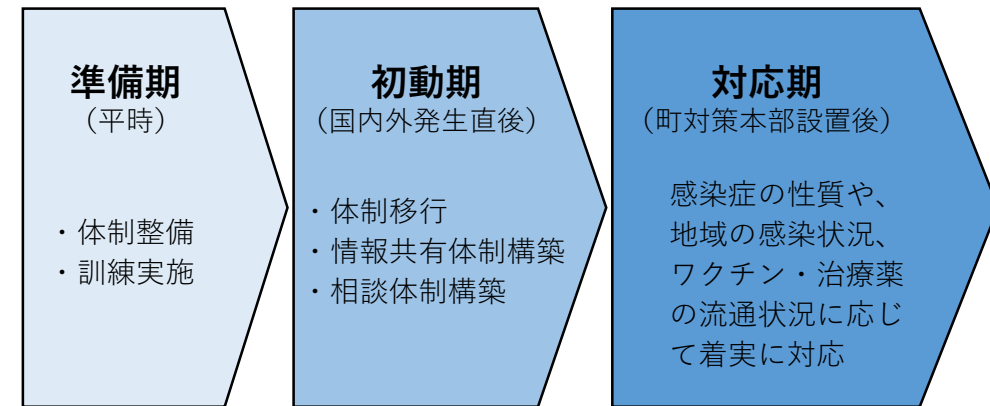 準備期
（平時）
・体制整備
・訓練実施
初動期
（国内外発生直後）
・体制移行
・情報共有体制構築
・相談体制構築
対応期
（町対策本部設置後）
感染症の性質や、
地域の感染状況、
ワクチン・治療薬
の流通状況に応じ
て着実に対応